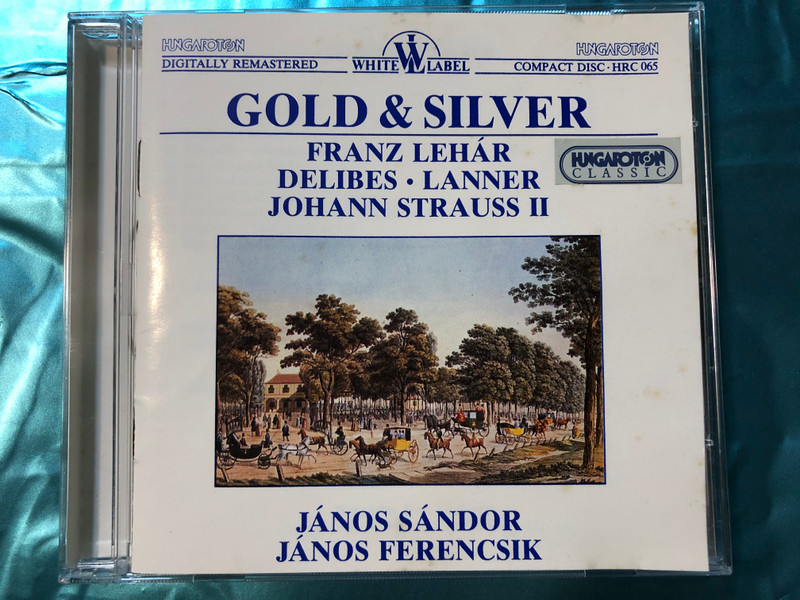 HUNGAROTON
HUNGAROTON
DIGITALLY REMASTERED
WHITE LABEL
COMPACT DISC · HRC 065
GOLD & SILVER
FRANZ LEHÁR
DELIBES · LANNER
JOHANN STRAUSS II
HUNGAROTON
CLASSIC
JÁNOS SÁNDOR
JÁNOS FERENCSIK